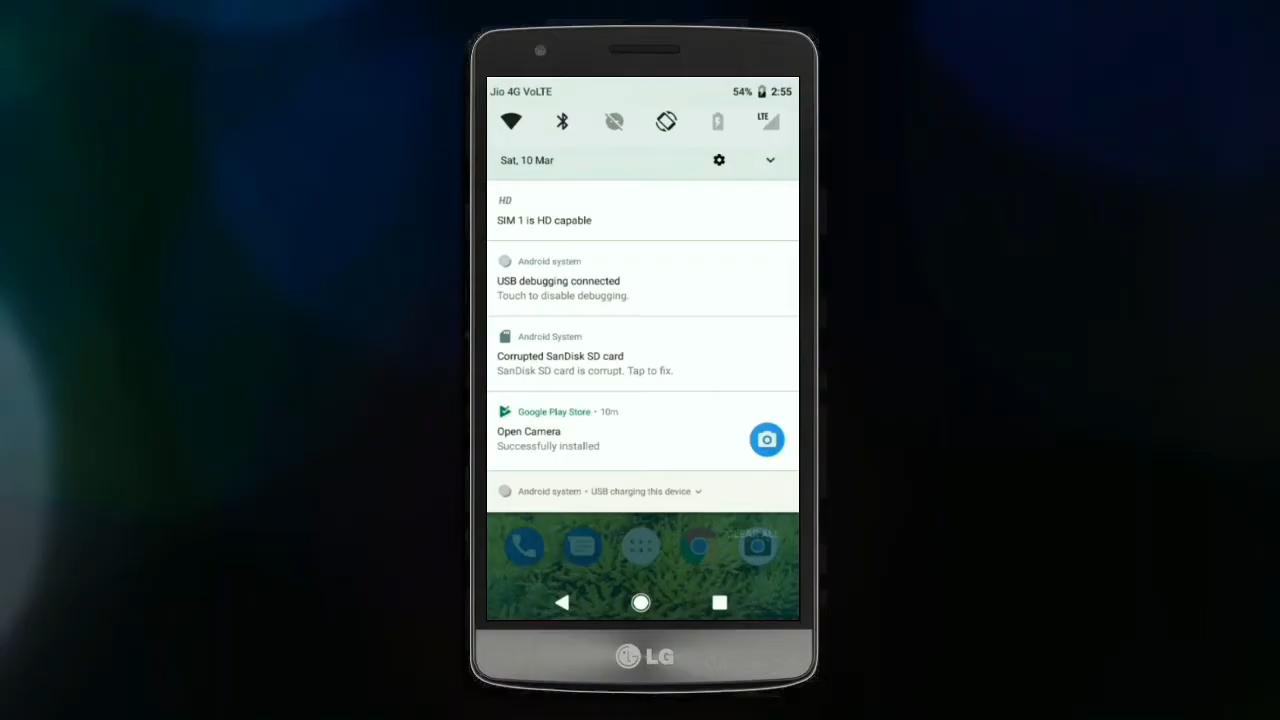 Jio 4G VoLTE 54% 2:55
LTE
Sat, 10 Mar
HD
SIM 1 is HD capable
Android system
USB debugging connected
Touch to disable debugging.
Android System
Corrupted SanDisk SD card
SanDisk SD card is corrupt. Tap to fix.
Google Play Store • 10m
Open Camera
Successfully installed
Android system • USB charging this device
CLEAR ALL
LG